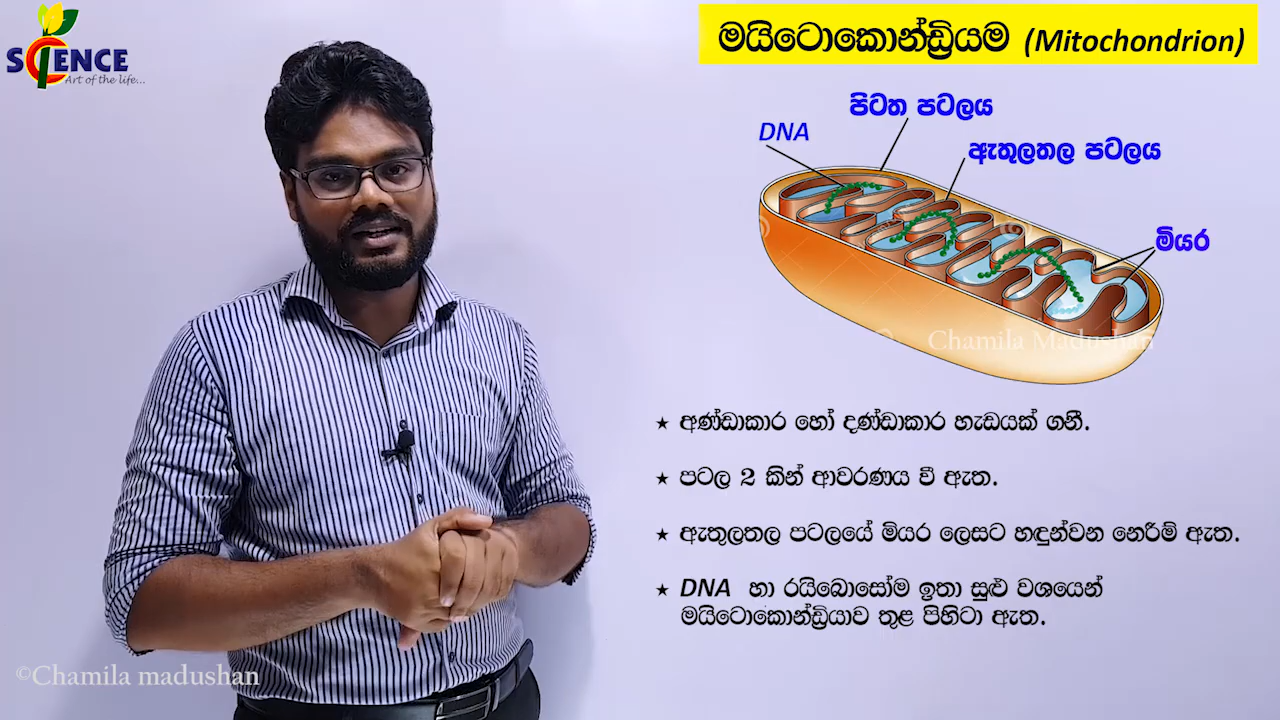 SCIENCE
Art of the life...
මයිටොකොන්ඩ්‍රියම (Mitochondrion)
පිටත පටලය
DNA
ඇතුලතල පටලය
මියර
Chamila Madushan
★ අණ්ඩාකාර හෝ දණ්ඩාකාර හැඩයක් ගනී.
★ පටල 2 කින් ආවරණය වී ඇත.
★ ඇතුලතල පටලයේ මියර ලෙසට හඳුන්වන නෙරීම් ඇත.
★ DNA හා රයිබොසෝම ඉතා සුළු වශයෙන්
මයිටොකොන්ඩ්‍රියාව තුළ පිහිටා ඇත.
©Chamila madushan